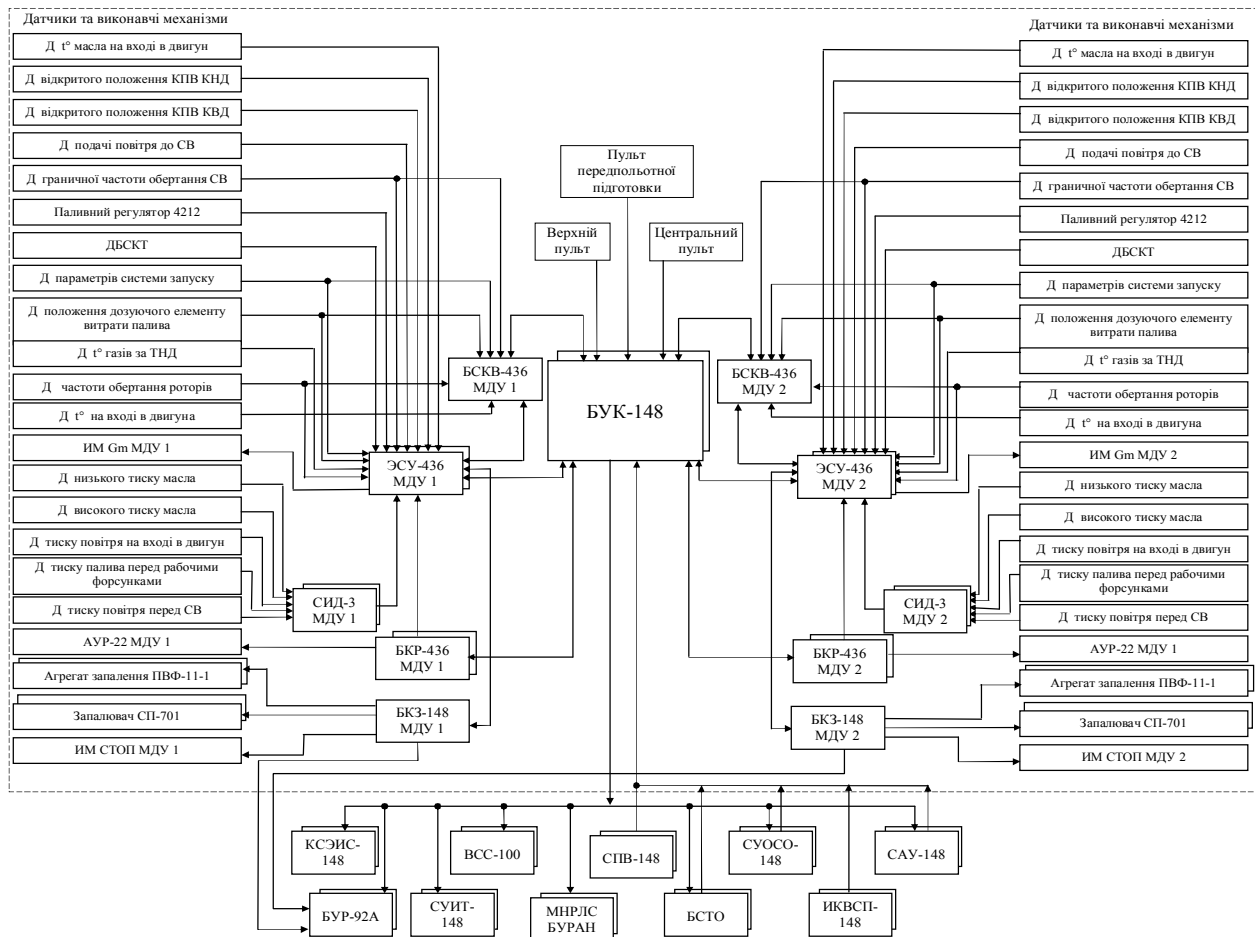 Датчики та виконавчі механізми
Д t° масла на вході в двигун
Д відкритого положення КПВ КНД
Д відкритого положення КПВ КВД
Д подачі повітря до СВ
Д граничної частоти обертання СВ
Паливний регулятор 4212
ДБСКТ
Д параметрів системи запуску
Д положення дозуючого елементу
витрати палива
Д t° газів за ТНД
Д частоти обертання роторів
Д t° на вході в двигуна
ИМ Gm МДУ 1
Д низького тиску масла
Д високого тиску масла
Д тиску повітря на вході в двигун
Д тиску палива перед рабочими
форсунками
Д тиску повітря перед СВ
АУР-22 МДУ 1
Агрегат запалення ПВФ-11-1
Запалювач СП-701
ИМ СТОП МДУ 1
Пульт
передпольотної
підготовки
Верхній
пульт
Центральний
пульт
БСКВ-436
МДУ 1
БУК-148
БСКВ-436
МДУ 2
ЭСУ-436
МДУ 1
ЭСУ-436
МДУ 2
СИД-3
МДУ 1
СИД-3
МДУ 2
БКР-436
МДУ 1
БКР-436
МДУ 2
БКЗ-148
МДУ 1
БКЗ-148
МДУ 2
Датчики та виконавчі механізми
Д t° масла на вході в двигун
Д відкритого положення КПВ КНД
Д відкритого положення КПВ КВД
Д подачі повітря до СВ
Д граничної частоти обертання СВ
Паливний регулятор 4212
ДБСКТ
Д параметрів системи запуску
Д положення дозуючого елементу
витрати палива
Д t° газів за ТНД
Д частоти обертання роторів
Д t° на вході в двигуна
ИМ Gm МДУ 2
Д низького тиску масла
Д високого тиску масла
Д тиску повітря на вході в двигун
Д тиску палива перед рабочими
форсунками
Д тиску повітря перед СВ
АУР-22 МДУ 1
Агрегат запалення ПВФ-11-1
Запалювач СП-701
ИМ СТОП МДУ 2
КСЭИС-
148
ВСС-100
СПВ-148
СУОСО-
148
САУ-148
БУР-92А
СУИТ-
148
МНРЛС
БУРАН
БСТО
ИКВСП-
148